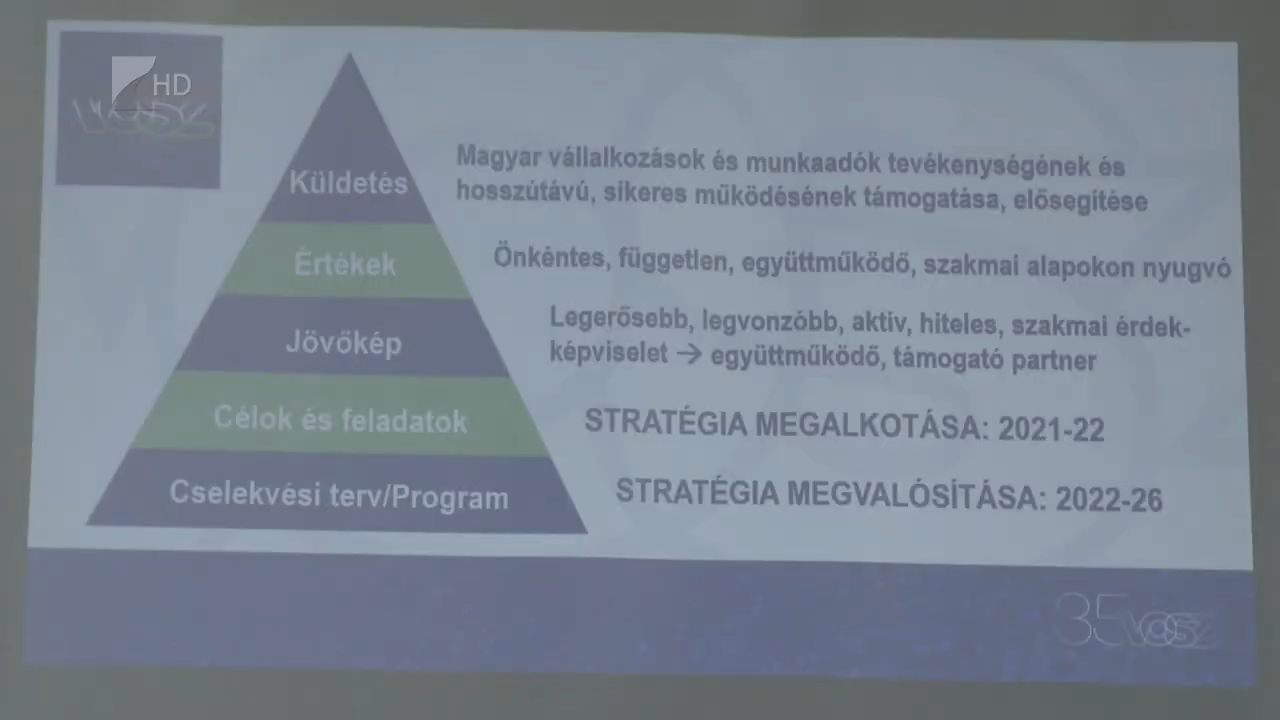 HD
VOSZ
Küldetés
Magyar vállalkozások és munkaadók tevékenységének és
hosszútávú, sikeres működésének támogatása, elősegítése
Értékek
Önkéntes, független, együttműködő, szakmai alapokon nyugvó
Jövőkép
Legerősebb, legvonzóbb, aktív, hiteles, szakmai érdek-
képviselet → együttműködő, támogató partner
Célok és feladatok
STRATÉGIA MEGALKOTÁSA: 2021-22
Cselekvési terv/Program
STRATÉGIA MEGVALÓSÍTÁSA: 2022-26
35 VOSZ